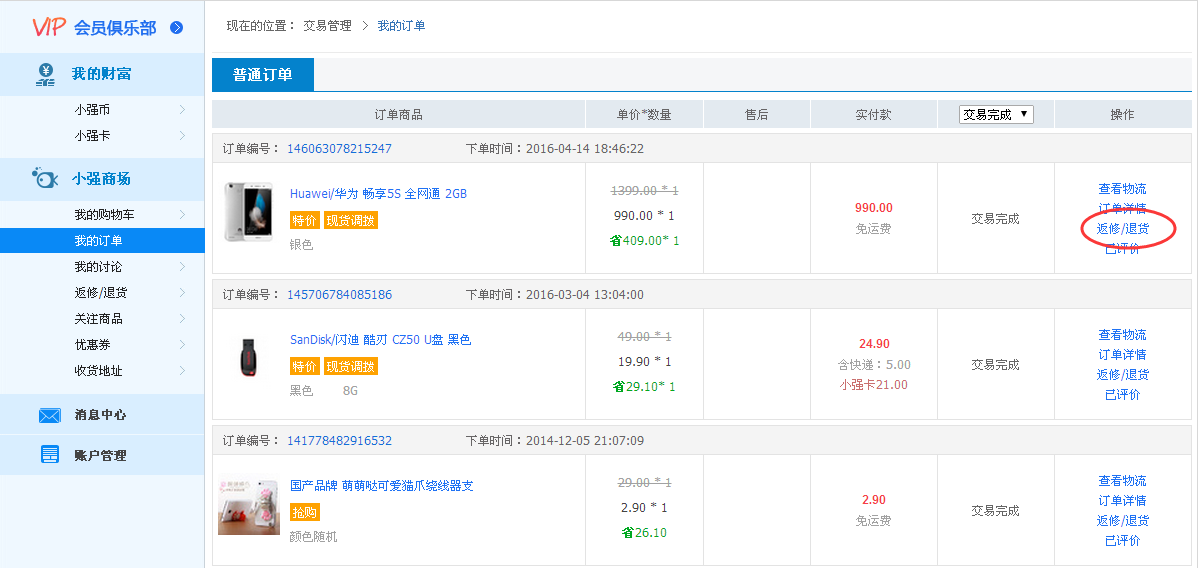 VIP 会员俱乐部
我的财富
小强币
小强卡
小强商场
我的购物车
我的订单
我的讨论
返修/退货
关注商品
优惠券
收货地址
消息中心
账户管理
现在的位置： 交易管理 > 我的订单
普通订单
订单商品 单价*数量 售后 实付款 交易完成 操作
订单编号： 146063078215247 下单时间：2016-04-14 18:46:22
Huawei/华为 畅享5S 全网通 2GB
特价 现货调拨
银色
1399.00 * 1
990.00 * 1
省409.00* 1
990.00
免运费
交易完成
查看物流
订单详情
返修/退货
已评价
订单编号： 145706784085186 下单时间：2016-03-04 13:04:00
SanDisk/闪迪 酷刃 CZ50 U盘 黑色
特价 现货调拨
黑色 8G
49.00 * 1
19.90 * 1
省29.10* 1
24.90
含快递：5.00
小强卡21.00
交易完成
查看物流
订单详情
返修/退货
已评价
订单编号： 141778482916532 下单时间：2014-12-05 21:07:09
国产品牌 萌萌哒可爱猫爪绕线器支
抢购
颜色随机
29.00 * 1
2.90 * 1
省26.10
2.90
免运费
交易完成
查看物流
订单详情
返修/退货
已评价